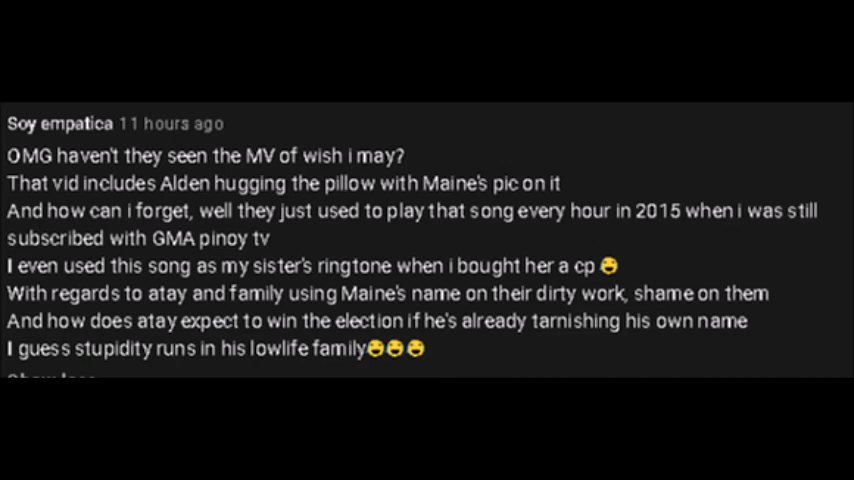 Soy empatica 11 hours ago
OMG haven't they seen the MV of wish i may?
That vid includes Alden hugging the pillow with Maine's pic on it
And how can i forget, well they just used to play that song every hour in 2015 when i was still
subscribed with GMA pinoy tv
I even used this song as my sister's ringtone when i bought her a cp 😂
With regards to atay and family using Maine's name on their dirty work, shame on them
And how does atay expect to win the election if he's already tarnishing his own name
I guess stupidity runs in his lowlife family😂😂😂